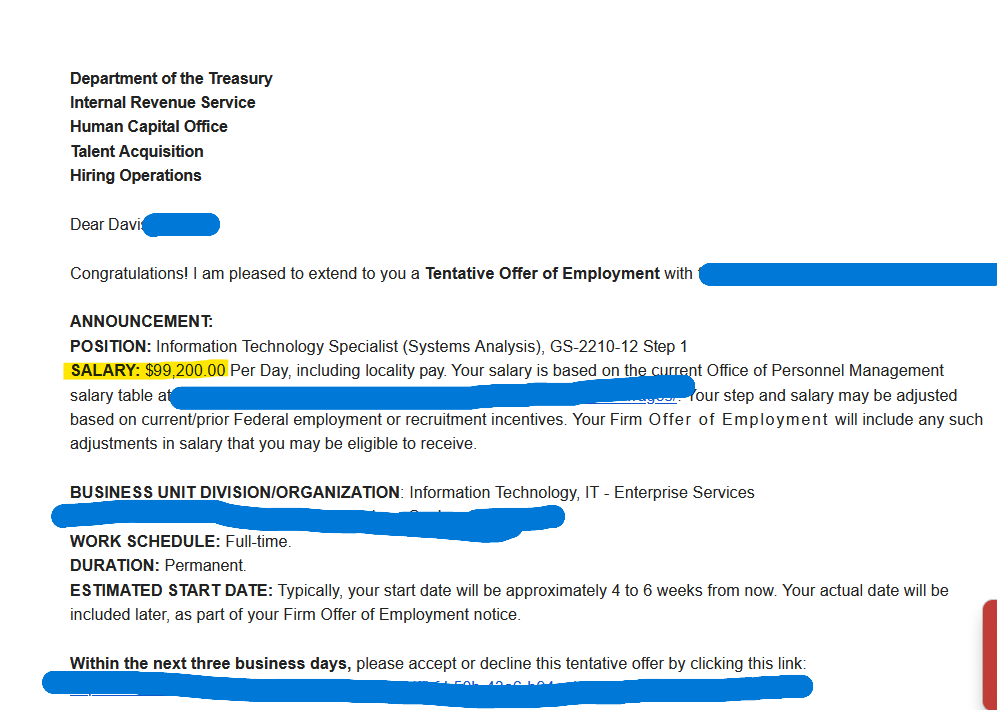 Department of the Treasury
Internal Revenue Service
Human Capital Office
Talent Acquisition
Hiring Operations
Dear Davi
Congratulations! I am pleased to extend to you a Tentative Offer of Employment with
ANNOUNCEMENT:
POSITION: Information Technology Specialist (Systems Analysis), GS-2210-12 Step 1
SALARY: $99,200.00 Per Day, including locality pay. Your salary is based on the current Office of Personnel Management
salary table at Your step and salary may be adjusted
based on current/prior Federal employment or recruitment incentives. Your Firm Offer of Employment will include any such
adjustments in salary that you may be eligible to receive.
BUSINESS UNIT DIVISION/ORGANIZATION: Information Technology, IT - Enterprise Services
WORK SCHEDULE: Full-time.
DURATION: Permanent.
ESTIMATED START DATE: Typically, your start date will be approximately 4 to 6 weeks from now. Your actual date will be
included later, as part of your Firm Offer of Employment notice.
Within the next three business days, please accept or decline this tentative offer by clicking this link: